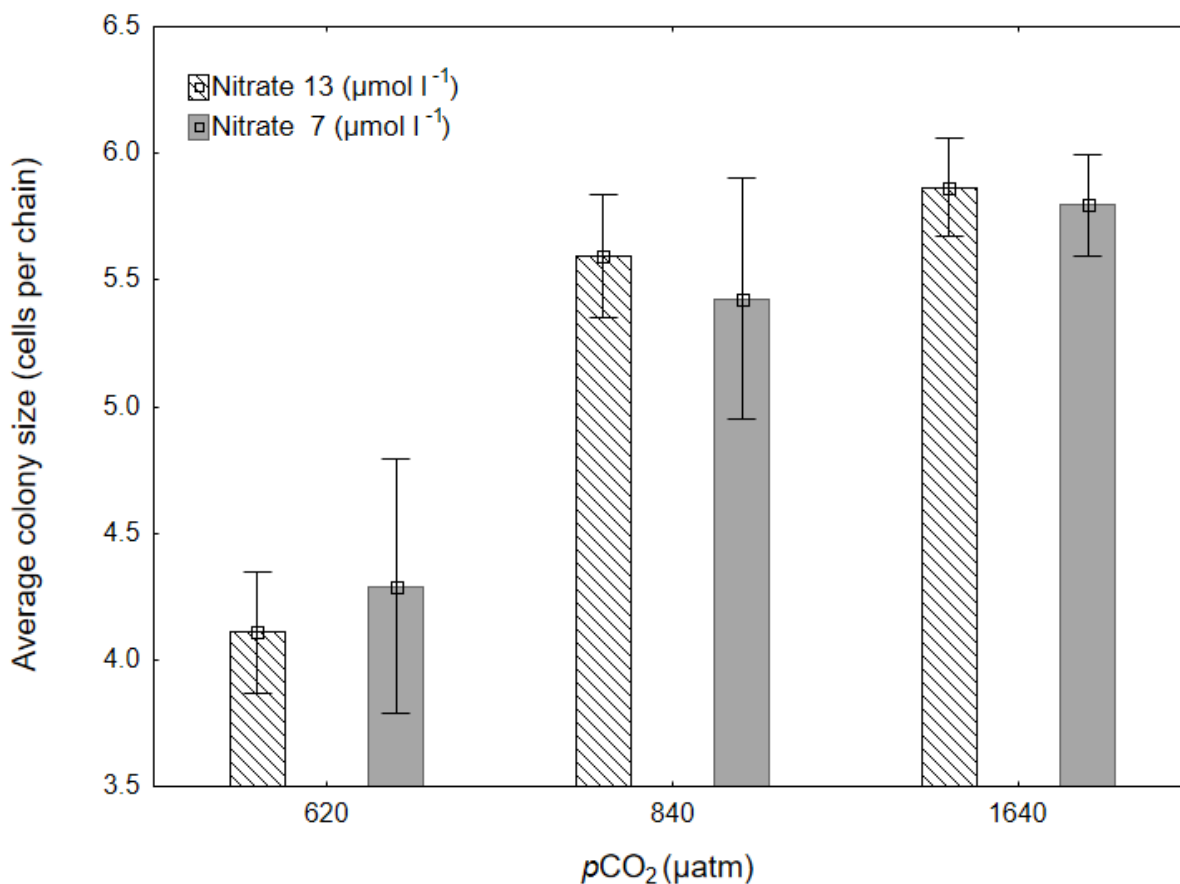 6.5
Nitrate 13 (µmol l⁻¹)
Nitrate 7 (µmol l⁻¹)
6.0
5.5
5.0
4.5
4.0
3.5
Average colony size (cells per chain)
620 840 1640
pCO₂ (µatm)